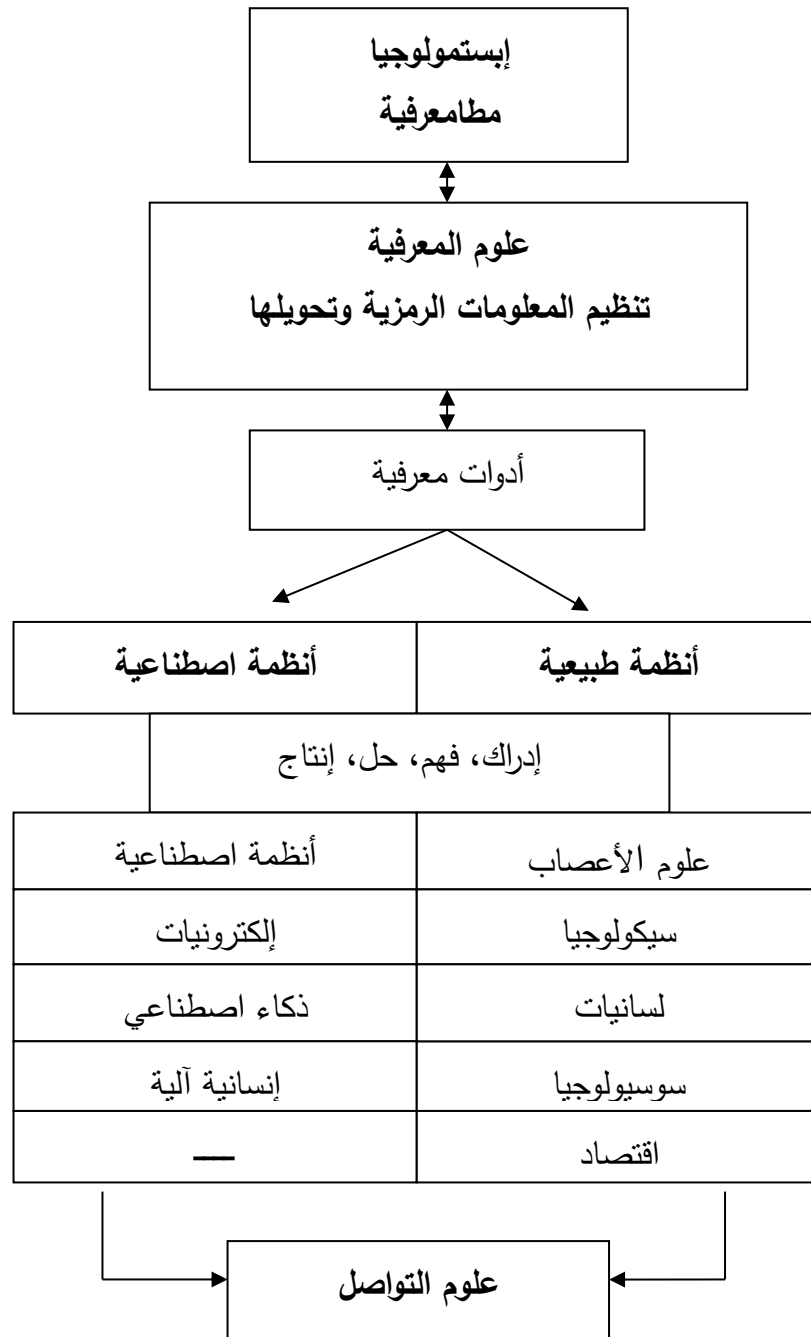 إبستمولوجيا
مطامعرفية
علوم المعرفية
تنظيم المعلومات الرمزية وتحويلها
أدوات معرفية
أنظمة طبيعية
أنظمة اصطناعية
إدراك، فهم، حل، إنتاج
علوم الأعصاب
أنظمة اصطناعية
سيكولوجيا
إلكترونيات
لسانيات
ذكاء اصطناعي
سوسيولوجيا
إنسانية آلية
اقتصاد
—
علوم التواصل